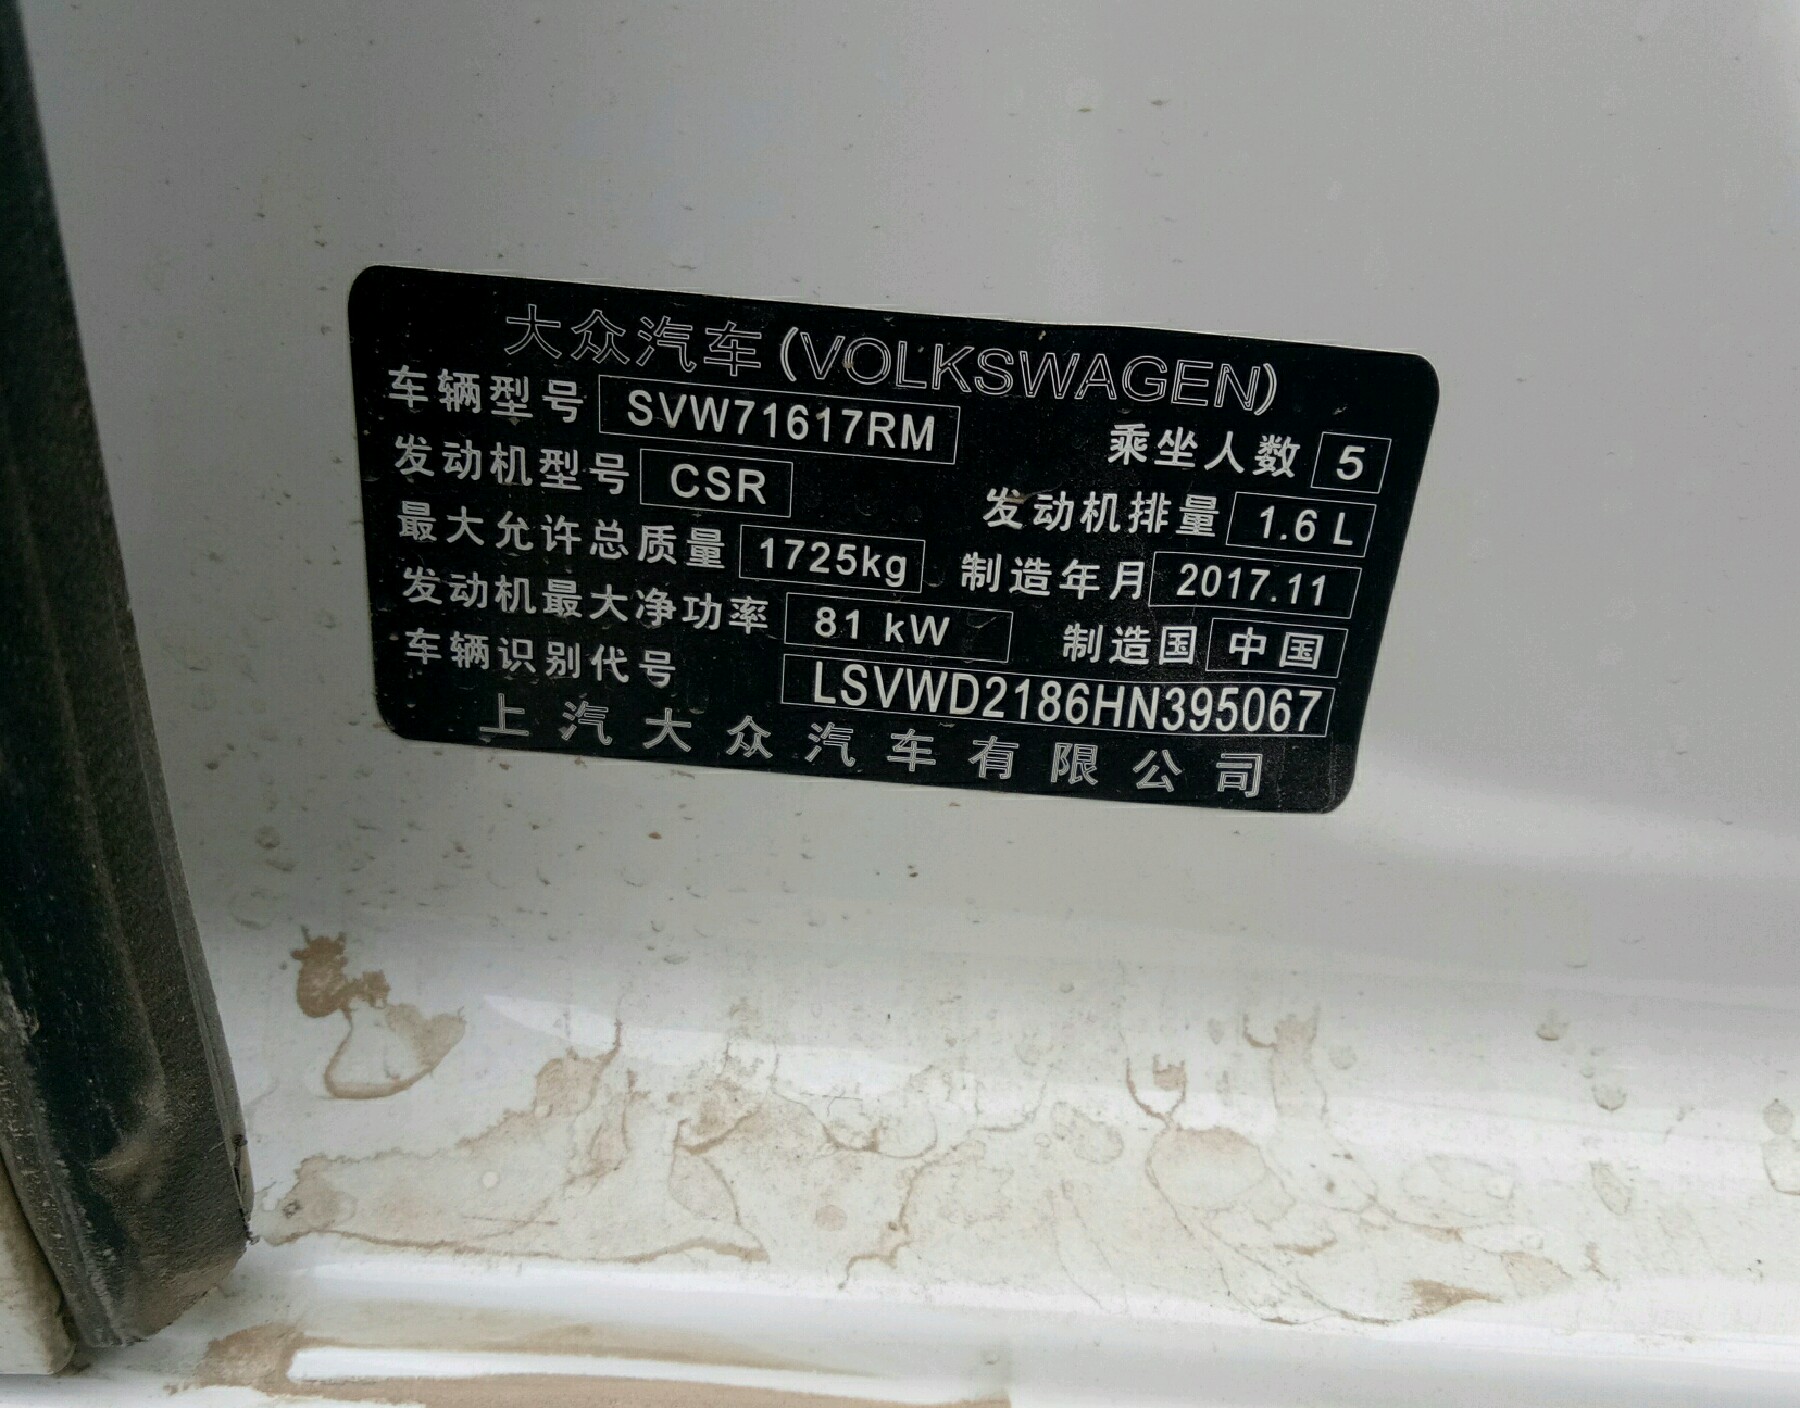 大众汽车(VOLKSWAGEN)
车辆型号 SVW71617RM 乘坐人数 5
发动机型号 CSR 发动机排量 1.6 L
最大允许总质量 1725kg 制造年月 2017.11
发动机最大净功率 81 kW 制造国 中国
车辆识别代号 LSVWD2186HN395067
上汽大众汽车有限公司